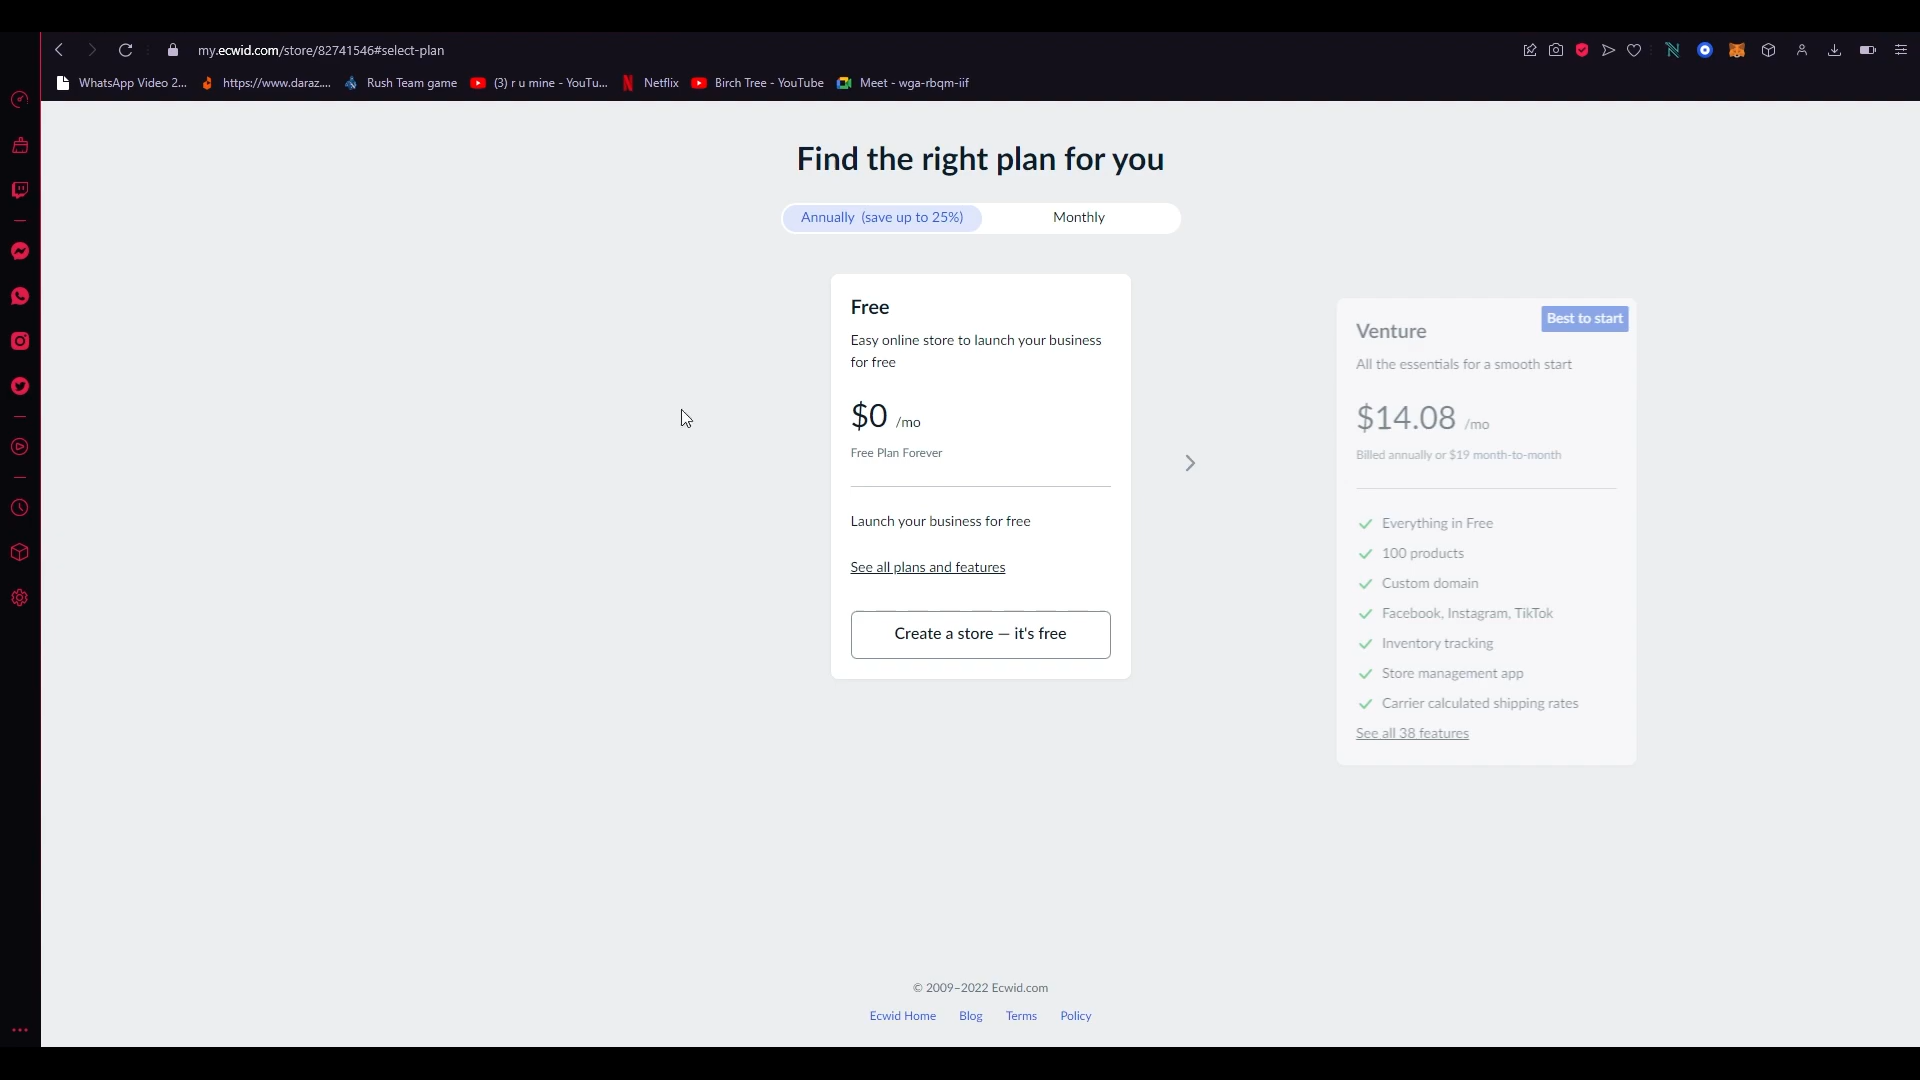 my.ecwid.com/store/82741546#select-plan
WhatsApp Video 2...
https://www.daraz....
Rush Team game
(3) r u mine - YouTu...
Netflix
Birch Tree - YouTube
Meet - wga-rbqm-iif
Find the right plan for you
Annually (save up to 25%)
Monthly
Free
Easy online store to launch your business
for free
$0 /mo
Free Plan Forever
Launch your business for free
See all plans and features
Create a store — it's free
Best to start
Venture
All the essentials for a smooth start
$14.08 /mo
Billed annually or $19 month-to-month
Everything in Free
100 products
Custom domain
Facebook, Instagram, TikTok
Inventory tracking
Store management app
Carrier calculated shipping rates
See all 38 features
© 2009–2022 Ecwid.com
Ecwid Home
Blog
Terms
Policy